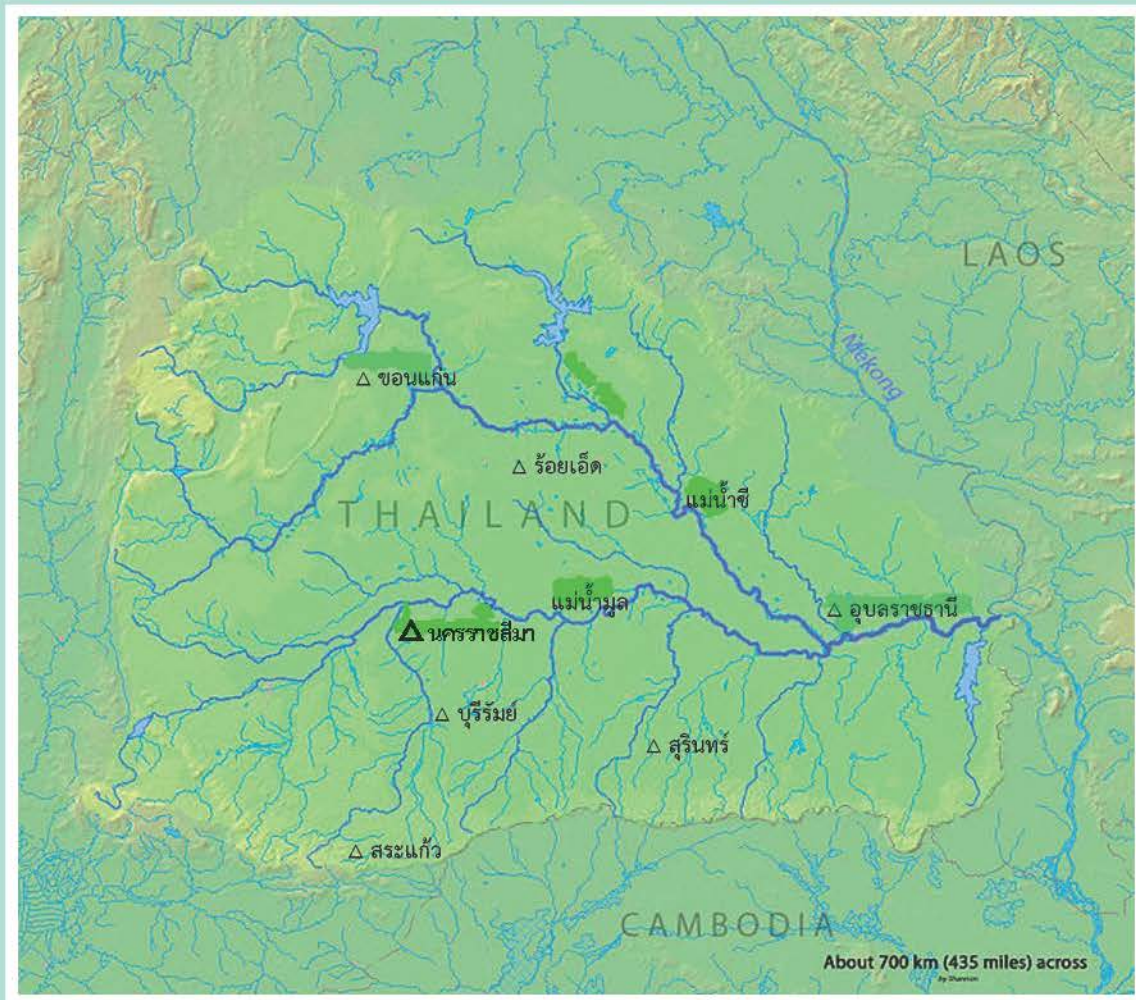 LAOS
Mekong
△ ขอนแก่น
△ ร้อยเอ็ด
แม่น้ำชี
THAILAND
แม่น้ำมูล
△ อุบลราชธานี
△ นครราชสีมา
△ บุรีรัมย์
△ สุรินทร์
△ สระแก้ว
CAMBODIA
About 700 km (435 miles) across
By Shannon